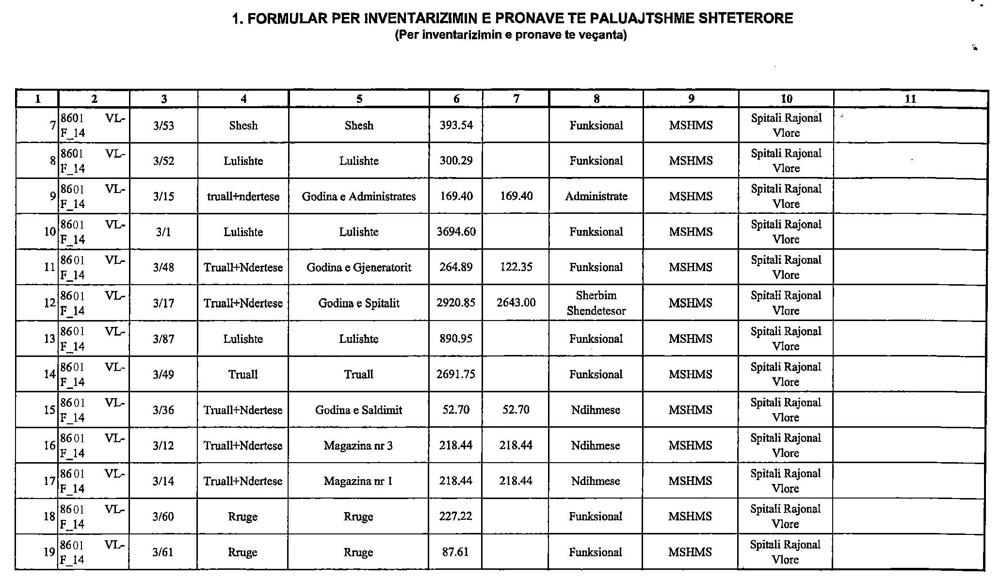 1. FORMULAR PER INVENTARIZIMIN E PRONAVE TE PALUAJTSHME SHTETERORE
(Per inventarizimin e pronave te veçanta)
1 2 3 4 5 6 7 8 9 10 11
7 8601 VL-F_14 3/53 Shesh Shesh 393.54 Funksional MSHMS Spitali Rajonal Vlore
8 8601 VL-F_14 3/52 Lulishte Lulishte 300.29 Funksional MSHMS Spitali Rajonal Vlore
9 8601 VL-F_14 3/15 truall+ndertese Godina e Administrates 169.40 169.40 Administrate MSHMS Spitali Rajonal Vlore
10 8601 VL-F_14 3/1 Lulishte Lulishte 3694.60 Funksional MSHMS Spitali Rajonal Vlore
11 8601 VL-F_14 3/48 Truall+Ndertese Godina e Gjeneratorit 264.89 122.35 Funksional MSHMS Spitali Rajonal Vlore
12 8601 VL-F_14 3/17 Truall+Ndertese Godina e Spitalit 2920.85 2643.00 Sherbim Shendetesor MSHMS Spitali Rajonal Vlore
13 8601 VL-F_14 3/87 Lulishte Lulishte 890.95 Funksional MSHMS Spitali Rajonal Vlore
14 8601 VL-F_14 3/49 Truall Truall 2691.75 Funksional MSHMS Spitali Rajonal Vlore
15 8601 VL-F_14 3/36 Truall+Ndertese Godina e Saldimit 52.70 52.70 Ndihmese MSHMS Spitali Rajonal Vlore
16 8601 VL-F_14 3/12 Truall+Ndertese Magazina nr 3 218.44 218.44 Ndihmese MSHMS Spitali Rajonal Vlore
17 8601 VL-F_14 3/14 Truall+Ndertese Magazina nr 1 218.44 218.44 Ndihmese MSHMS Spitali Rajonal Vlore
18 8601 VL-F_14 3/60 Rruge Rruge 227.22 Funksional MSHMS Spitali Rajonal Vlore
19 8601 VL-F_14 3/61 Rruge Rruge 87.61 Funksional MSHMS Spitali Rajonal Vlore